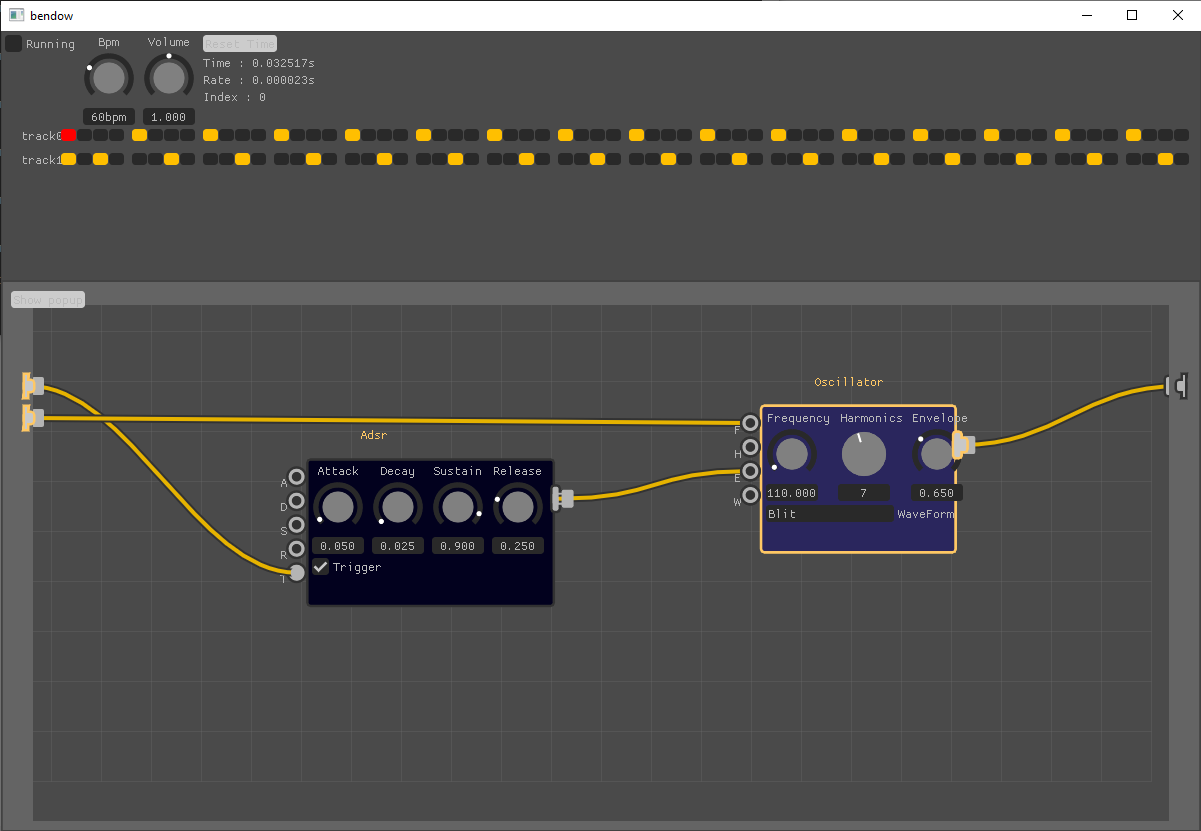 bendow
Running Bpm Volume Reset Time
Time : 0.032517s
Rate : 0.000023s
Index : 0
60bpm 1.000
track0
track1
Show popup
Oscillator
Frequency Harmonics Envelope
F
H
E
W
110.000 7 0.650
Blit WaveForm
Adsr
Attack Decay Sustain Release
A
D
S
R
T
0.050 0.025 0.900 0.250
Trigger